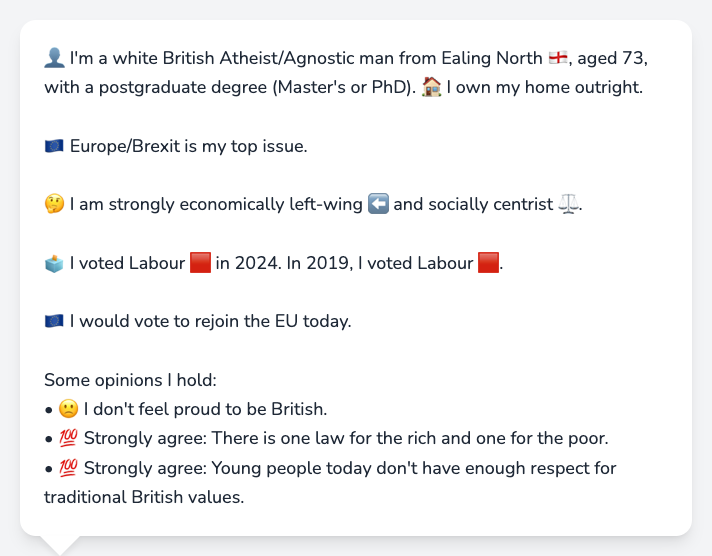 👤 I'm a white British Atheist/Agnostic man from Ealing North 🏴󠁧󠁢󠁥󠁮󠁧󠁿, aged 73,
with a postgraduate degree (Master's or PhD). 🏠 I own my home outright.
🇪🇺 Europe/Brexit is my top issue.
🤔 I am strongly economically left-wing ⬅️ and socially centrist ⚖️.
🗳️ I voted Labour 🟥 in 2024. In 2019, I voted Labour 🟥.
🇪🇺 I would vote to rejoin the EU today.
Some opinions I hold:
• 🙁 I don't feel proud to be British.
• 💯 Strongly agree: There is one law for the rich and one for the poor.
• 💯 Strongly agree: Young people today don't have enough respect for
traditional British values.